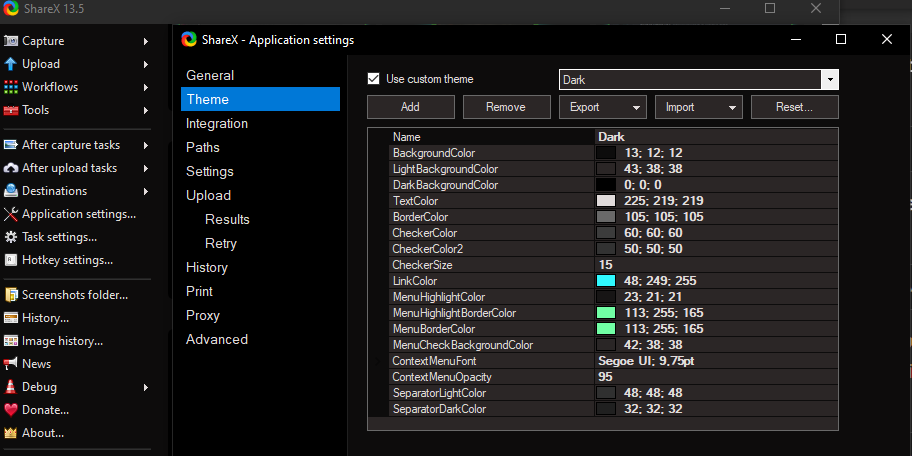 ShareX 13.5
Capture
Upload
Workflows
Tools
After capture tasks
After upload tasks
Destinations
Application settings...
Task settings...
Hotkey settings...
Screenshots folder...
History...
Image history...
News
Debug
Donate...
About...
ShareX - Application settings
General
Theme
Integration
Paths
Settings
Upload
Results
Retry
History
Print
Proxy
Advanced
Use custom theme
Dark
Add Remove Export Import Reset...
Name Dark
BackgroundColor 13; 12; 12
LightBackgroundColor 43; 38; 38
DarkBackgroundColor 0; 0; 0
TextColor 225; 219; 219
BorderColor 105; 105; 105
CheckerColor 60; 60; 60
CheckerColor2 50; 50; 50
CheckerSize 15
LinkColor 48; 249; 255
MenuHighlightColor 23; 21; 21
MenuHighlightBorderColor 113; 255; 165
MenuBorderColor 113; 255; 165
MenuCheckBackgroundColor 42; 38; 38
ContextMenuFont Segoe UI; 9,75pt
ContextMenuOpacity 95
SeparatorLightColor 48; 48; 48
SeparatorDarkColor 32; 32; 32